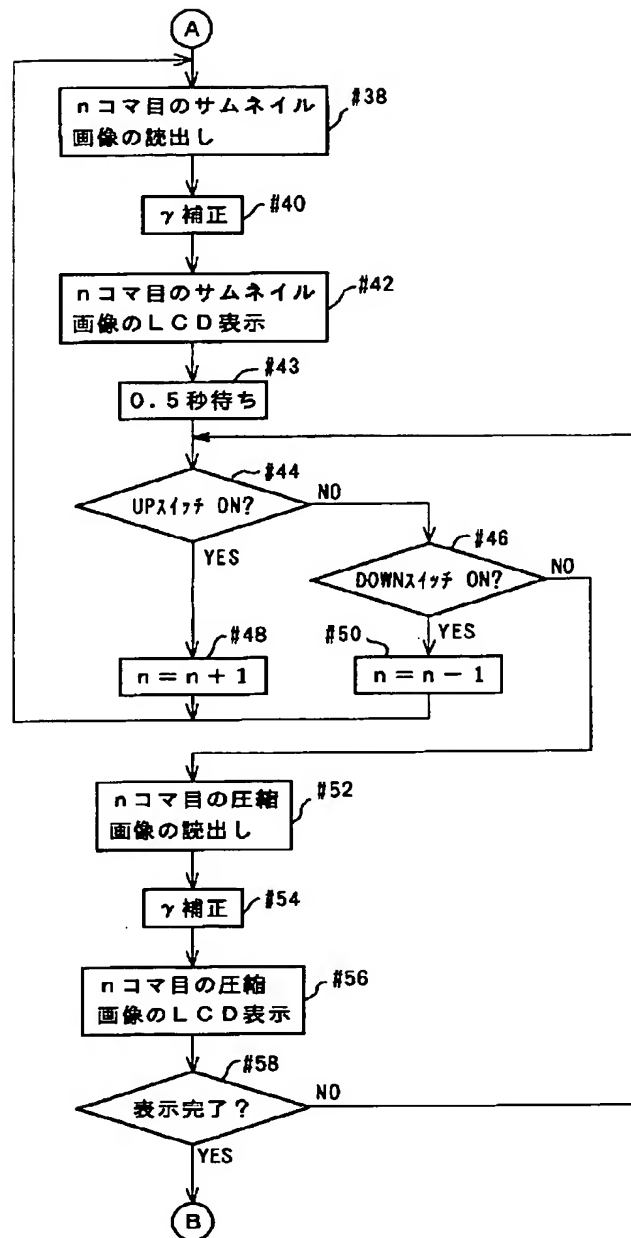 A
nコマ目のサムネイル
画像の読出し
#38
γ補正
#40
nコマ目のサムネイル
画像のLCD表示
#42
#43
0.5秒待ち
#44
UPスイッチ ON?
NO
YES
#46
DOWNスイッチ ON?
NO
YES
#48
n=n+1
#50
n=n-1
nコマ目の圧縮
画像の読出し
#52
γ補正
#54
nコマ目の圧縮
画像のLCD表示
#56
#58
表示完了?
NO
YES
B